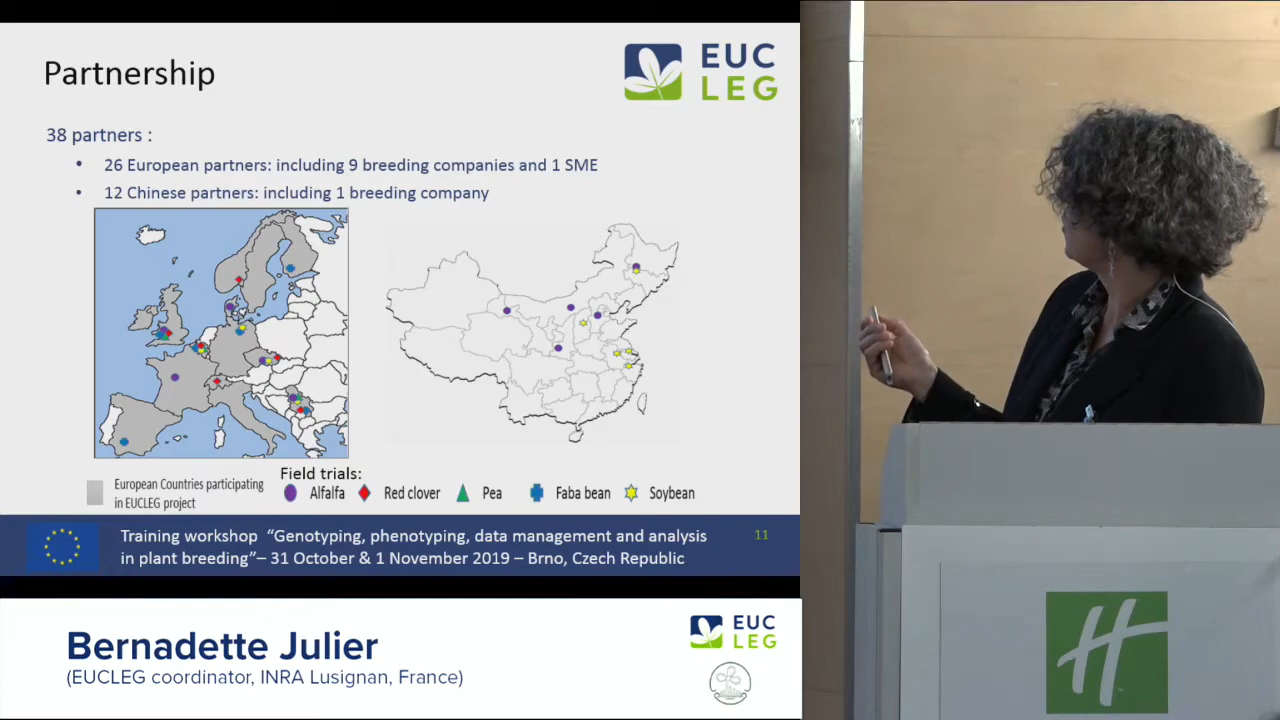 Partnership
EUC
LEG
38 partners :
• 26 European partners: including 9 breeding companies and 1 SME
• 12 Chinese partners: including 1 breeding company
Field trials:
European Countries participating
in EUCLEG project
Alfalfa
Red clover
Pea
Faba bean
Soybean
Training workshop “Genotyping, phenotyping, data management and analysis
in plant breeding”– 31 October & 1 November 2019 – Brno, Czech Republic
11
Bernadette Julier
(EUCLEG coordinator, INRA Lusignan, France)
EUC
LEG
H